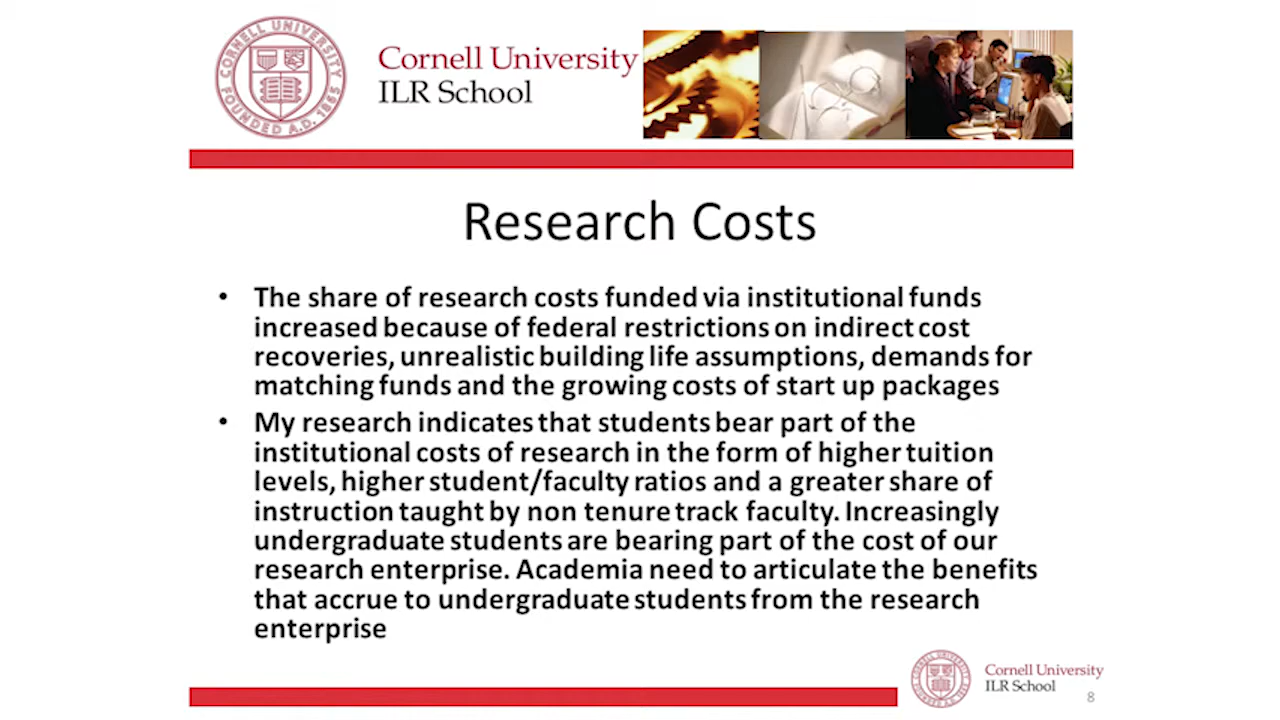 CORNELL UNIVERSITY
FOUNDED A.D. 1865
Cornell University
ILR School
Research Costs
• The share of research costs funded via institutional funds
increased because of federal restrictions on indirect cost
recoveries, unrealistic building life assumptions, demands for
matching funds and the growing costs of start up packages
• My research indicates that students bear part of the
institutional costs of research in the form of higher tuition
levels, higher student/faculty ratios and a greater share of
instruction taught by non tenure track faculty. Increasingly
undergraduate students are bearing part of the cost of our
research enterprise. Academia need to articulate the benefits
that accrue to undergraduate students from the research
enterprise
Cornell University
ILR School
8